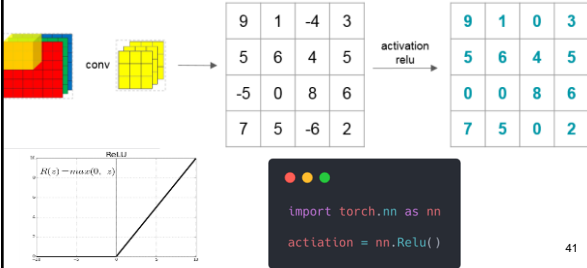 conv
9 1 -4 3
5 6 4 5
-5 0 8 6
7 5 -6 2
activation
relu
9 1 0 3
5 6 4 5
0 0 8 6
7 5 0 2
ReLU
R(z) = max(0, z)
import torch.nn as nn
actiation = nn.Relu()
41